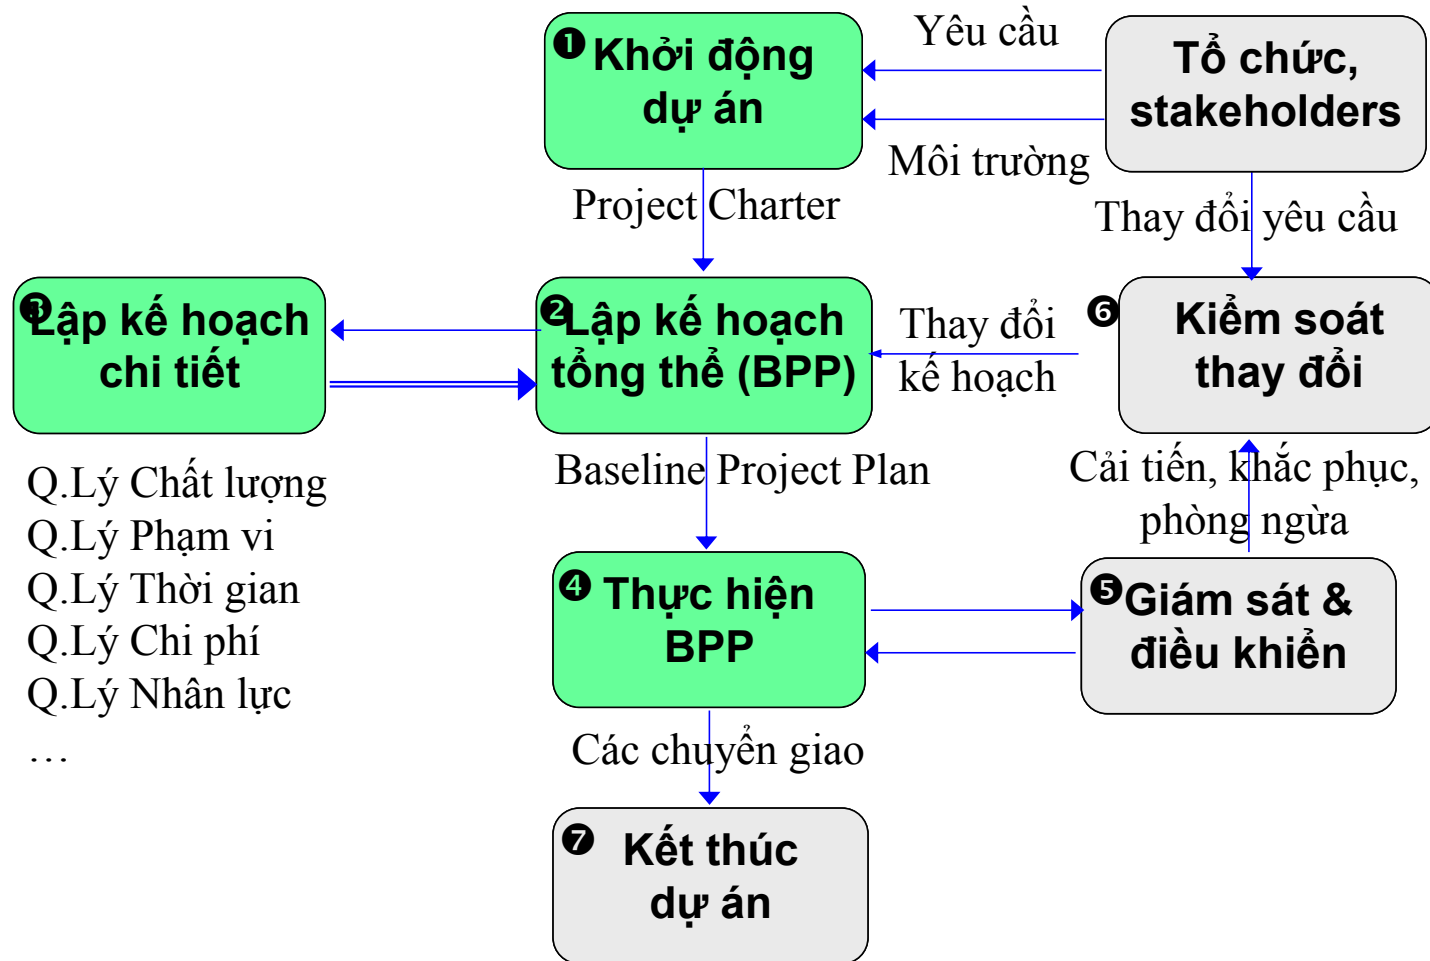 ❶ Khởi động
dự án
Yêu cầu
Môi trường
Tổ chức,
stakeholders
Project Charter
Thay đổi yêu cầu
❸ Lập kế hoạch
chi tiết
❷ Lập kế hoạch
tổng thể (BPP)
Thay đổi
kế hoạch
❻ Kiểm soát
thay đổi
Q.Lý Chất lượng
Q.Lý Phạm vi
Q.Lý Thời gian
Q.Lý Chi phí
Q.Lý Nhân lực
…
Baseline Project Plan
Cải tiến, khắc phục,
phòng ngừa
❹ Thực hiện
BPP
❺ Giám sát &
điều khiển
Các chuyển giao
❼ Kết thúc
dự án